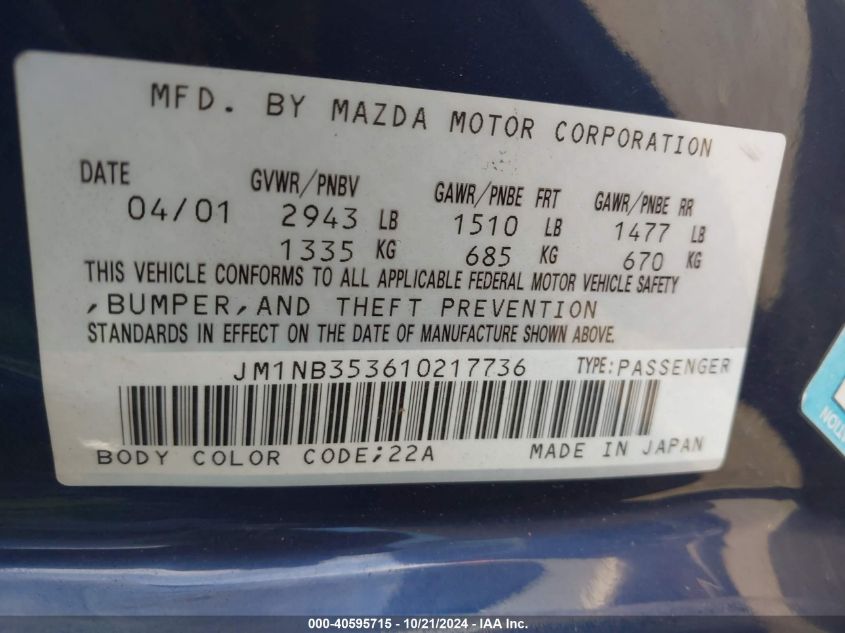 MFD. BY MAZDA MOTOR CORPORATION
DATE GVWR/PNBV GAWR/PNBE FRT GAWR/PNBE RR
04/01 2943 LB 1510 LB 1477 LB
1335 KG 685 KG 670 KG
THIS VEHICLE CONFORMS TO ALL APPLICABLE FEDERAL MOTOR VEHICLE SAFETY
,BUMPER,AND THEFT PREVENTION
STANDARDS IN EFFECT ON THE DATE OF MANUFACTURE SHOWN ABOVE.
JM1NB353610217736 TYPE:PASSENGER
BODY COLOR CODE;22A MADE IN JAPAN
000-40595715 - 10/21/2024 - IAA Inc.